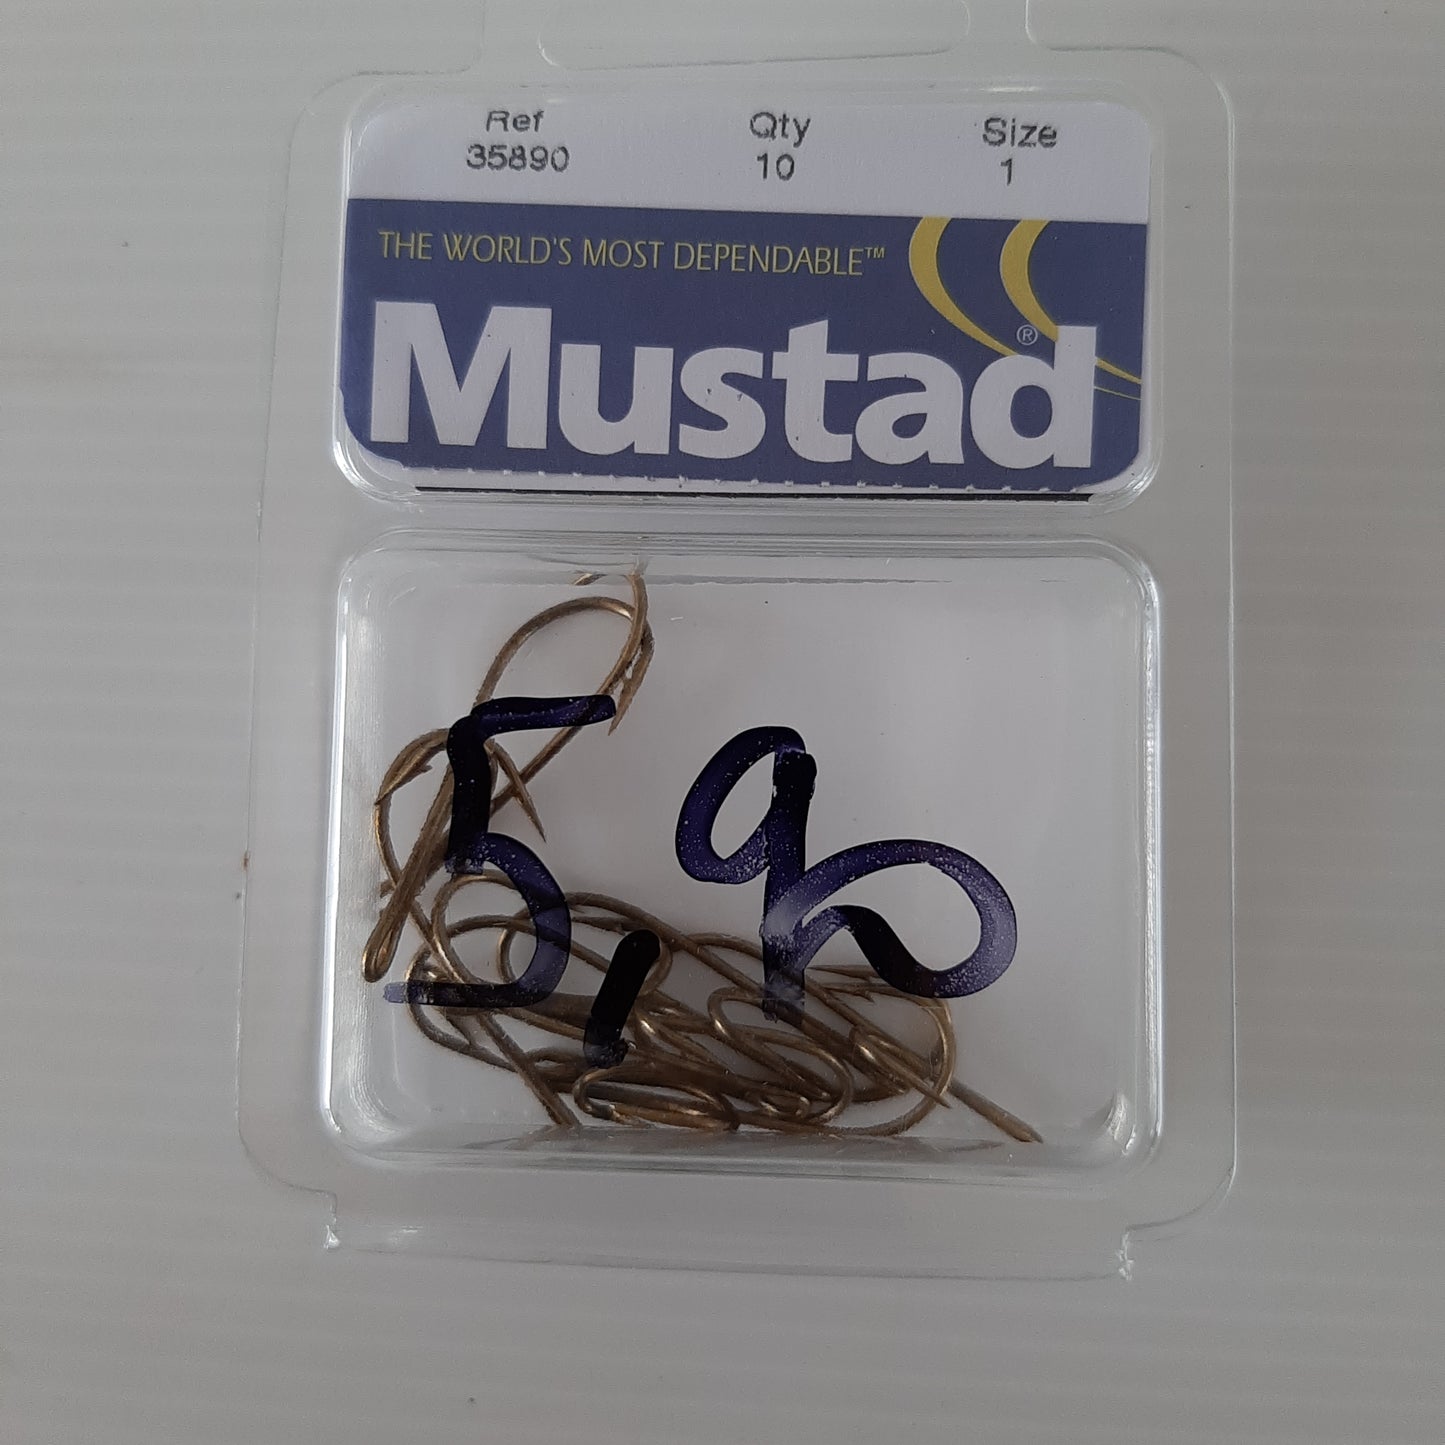 Ref Qty Size
35890 10 1
THE WORLD'S MOST DEPENDABLE™
Mustad®
5,90